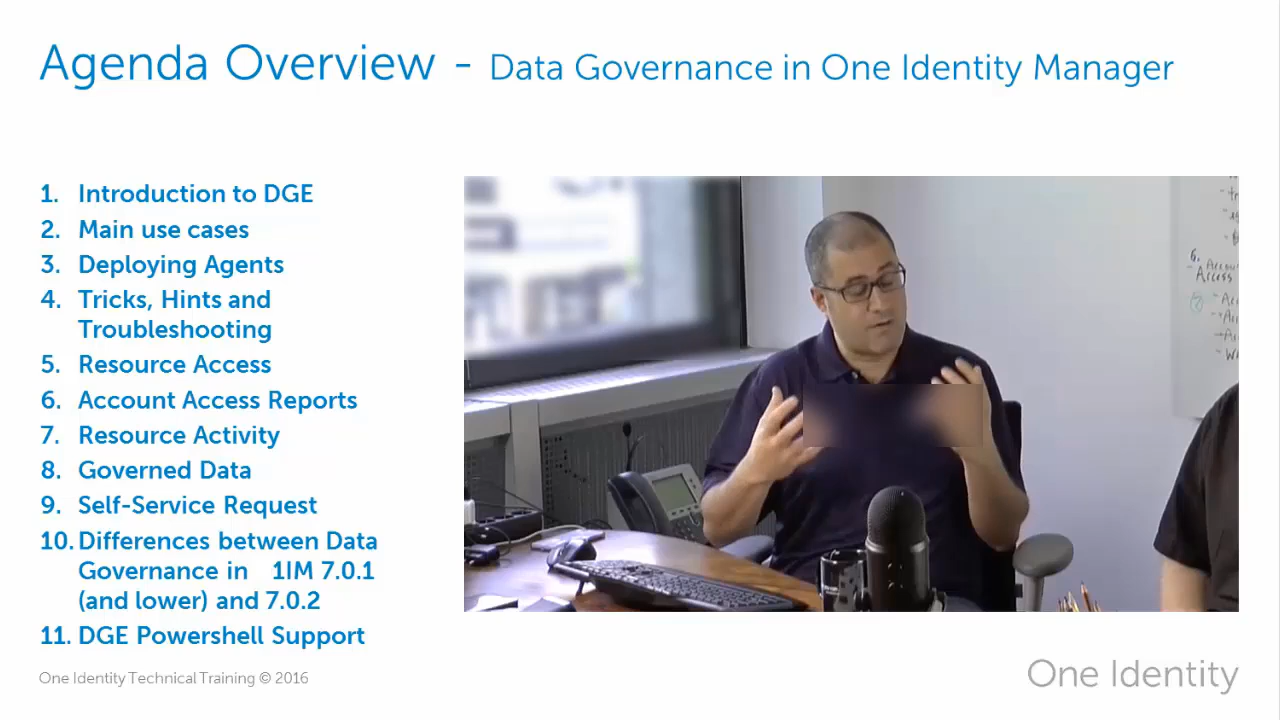 Agenda Overview - Data Governance in One Identity Manager
1. Introduction to DGE
2. Main use cases
3. Deploying Agents
4. Tricks, Hints and
Troubleshooting
5. Resource Access
6. Account Access Reports
7. Resource Activity
8. Governed Data
9. Self-Service Request
10. Differences between Data
Governance in 1IM 7.0.1
(and lower) and 7.0.2
11. DGE Powershell Support
6.
Access
One Identity Technical Training © 2016
One Identity